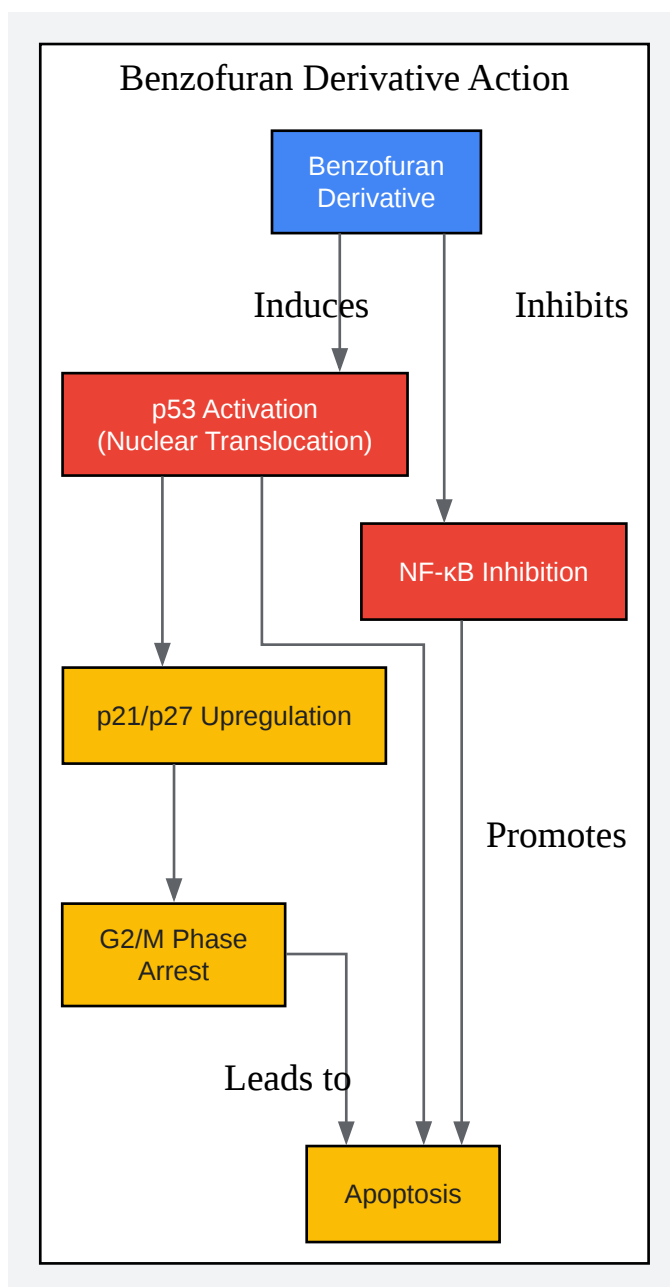 Benzofuran Derivative Action
Benzofuran
Derivative
Induces
Inhibits
p53 Activation
(Nuclear Translocation)
NF-κB Inhibition
p21/p27 Upregulation
Promotes
G2/M Phase
Arrest
Leads to
Apoptosis